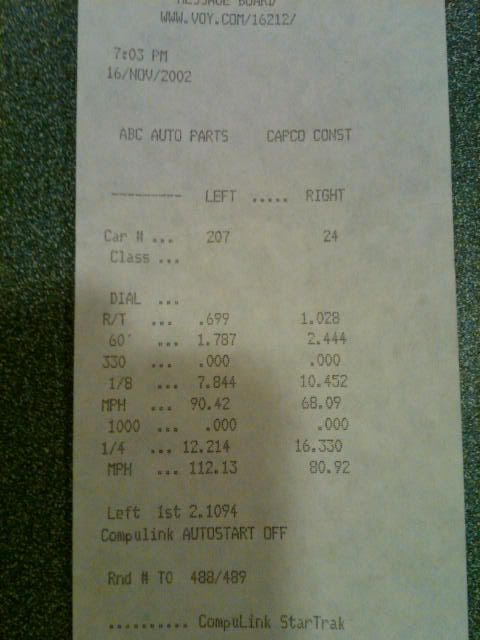 MESSAGE BOARD/
WWW.VOY.COM/16212/
7:03 PM
16/NOV/2002
ABC AUTO PARTS CAPCO CONST
---------- LEFT ..... RIGHT
Car # ... 207 24
Class ...
DIAL ...
R/T ... .699 1.028
60' ... 1.787 2.444
330 ... .000 .000
1/8 ... 7.844 10.452
MPH ... 90.42 68.09
1000 ... .000 .000
1/4 ... 12.214 16.330
MPH ... 112.13 80.92
Left 1st 2.1094
Compulink AUTOSTART OFF
Rnd # TO 488/489
.......... CompuLink StarTrak